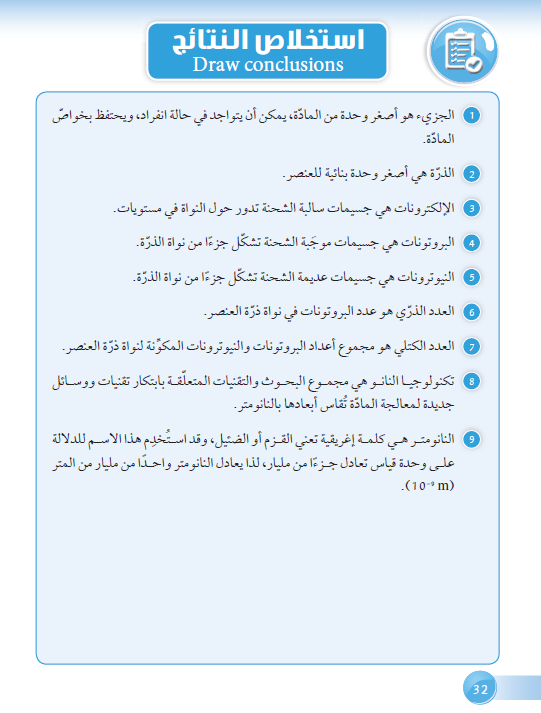 استخلاص النتائج
Draw conclusions
1 الجزيء هو أصغر وحدة من المادّة، يمكن أن يتواجد في حالة انفراد، ويحتفظ بخواصّ
المادّة.
2 الذرّة هي أصغر وحدة بنائية للعنصر.
3 الإلكترونات هي جسيمات سالبة الشحنة تدور حول النواة في مستويات.
4 البروتونات هي جسيمات موجَبة الشحنة تشكّل جزءًا من نواة الذرّة.
5 النيوترونات هي جسيمات عديمة الشحنة تشكّل جزءًا من نواة الذرّة.
6 العدد الذرّي هو عدد البروتونات في نواة ذرّة العنصر.
7 العدد الكتلي هو مجموع أعداد البروتونات والنيوترونات المكوِّنة لنواة ذرّة العنصر.
8 تكنولوجيا النانو هي مجموع البحوث والتقنيات المتعلّقة بابتكار تقنيات ووسائل
جديدة لمعالجة المادّة تُقاس أبعادها بالنانومتر.
9 النانومتر هي كلمة إغريقية تعني القزم أو الضئيل، وقد استُخدِم هذا الاسم للدلالة
على وحدة قياس تعادل جزءًا من مليار، لذا يعادل النانومتر واحدًا من مليار من المتر
(10⁻⁹ m).
32